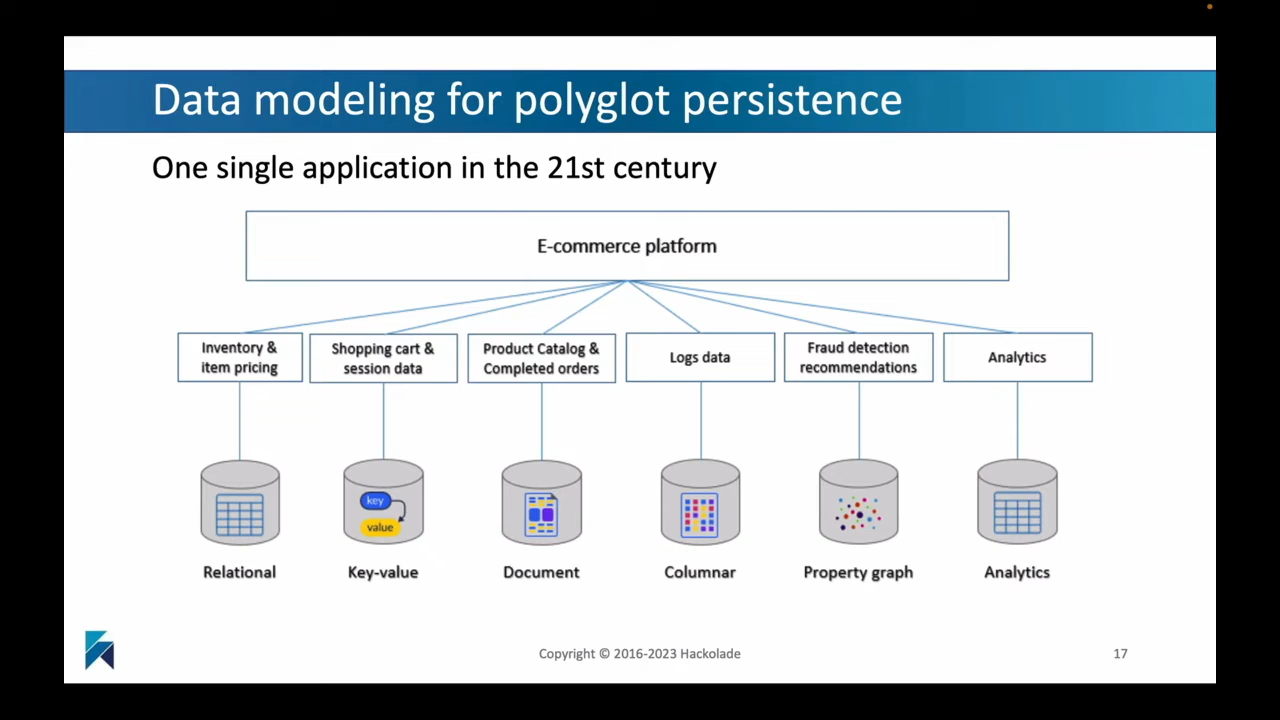 Data modeling for polyglot persistence
One single application in the 21st century
E-commerce platform
Inventory &
item pricing
Shopping cart &
session data
Product Catalog &
Completed orders
Logs data
Fraud detection
recommendations
Analytics
key
value
Relational
Key-value
Document
Columnar
Property graph
Analytics
Copyright © 2016-2023 Hackolade
17